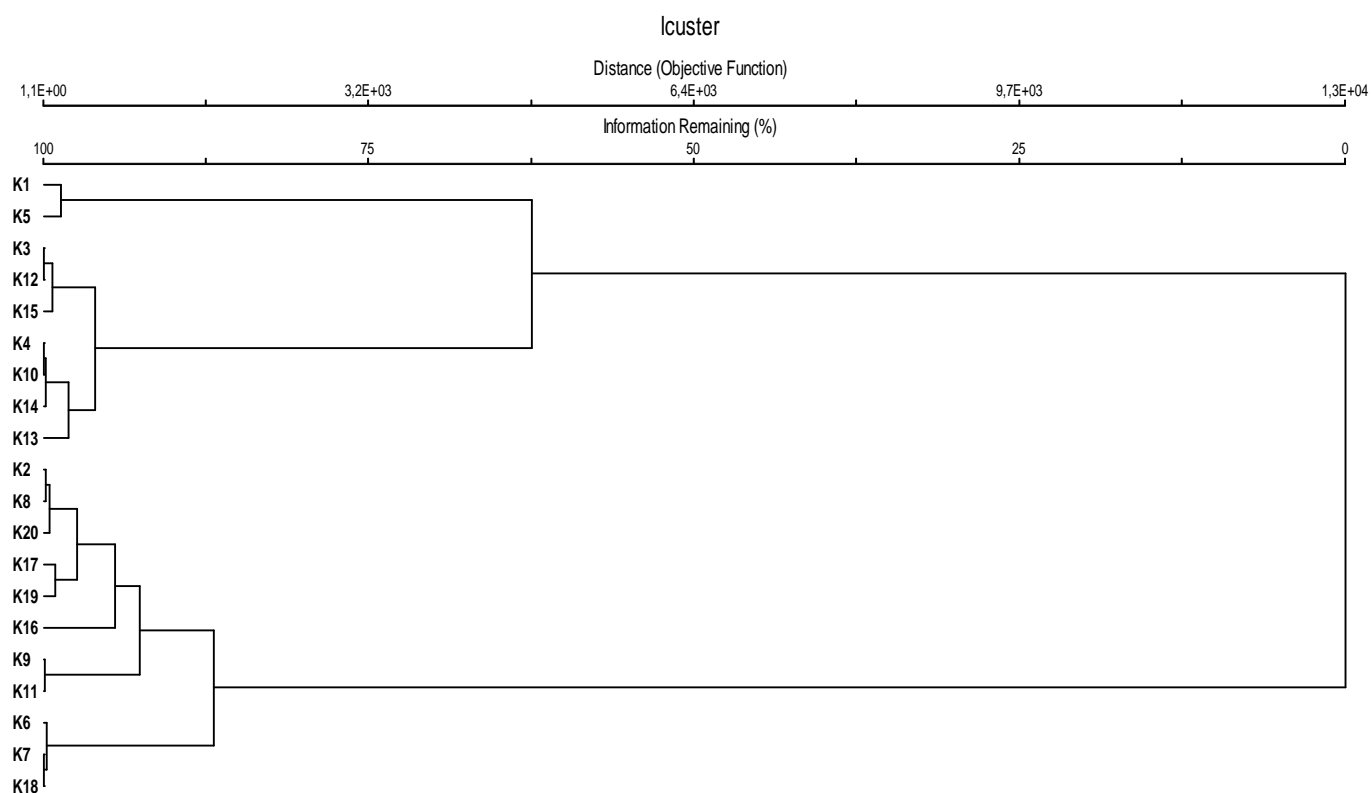 Icuster
Distance (Objective Function)
1,1E+00 3,2E+03 6,4E+03 9,7E+03 1,3E+04
Information Remaining (%)
100 75 50 25 0
K1
K5
K3
K12
K15
K4
K10
K14
K13
K2
K8
K20
K17
K19
K16
K9
K11
K6
K7
K18